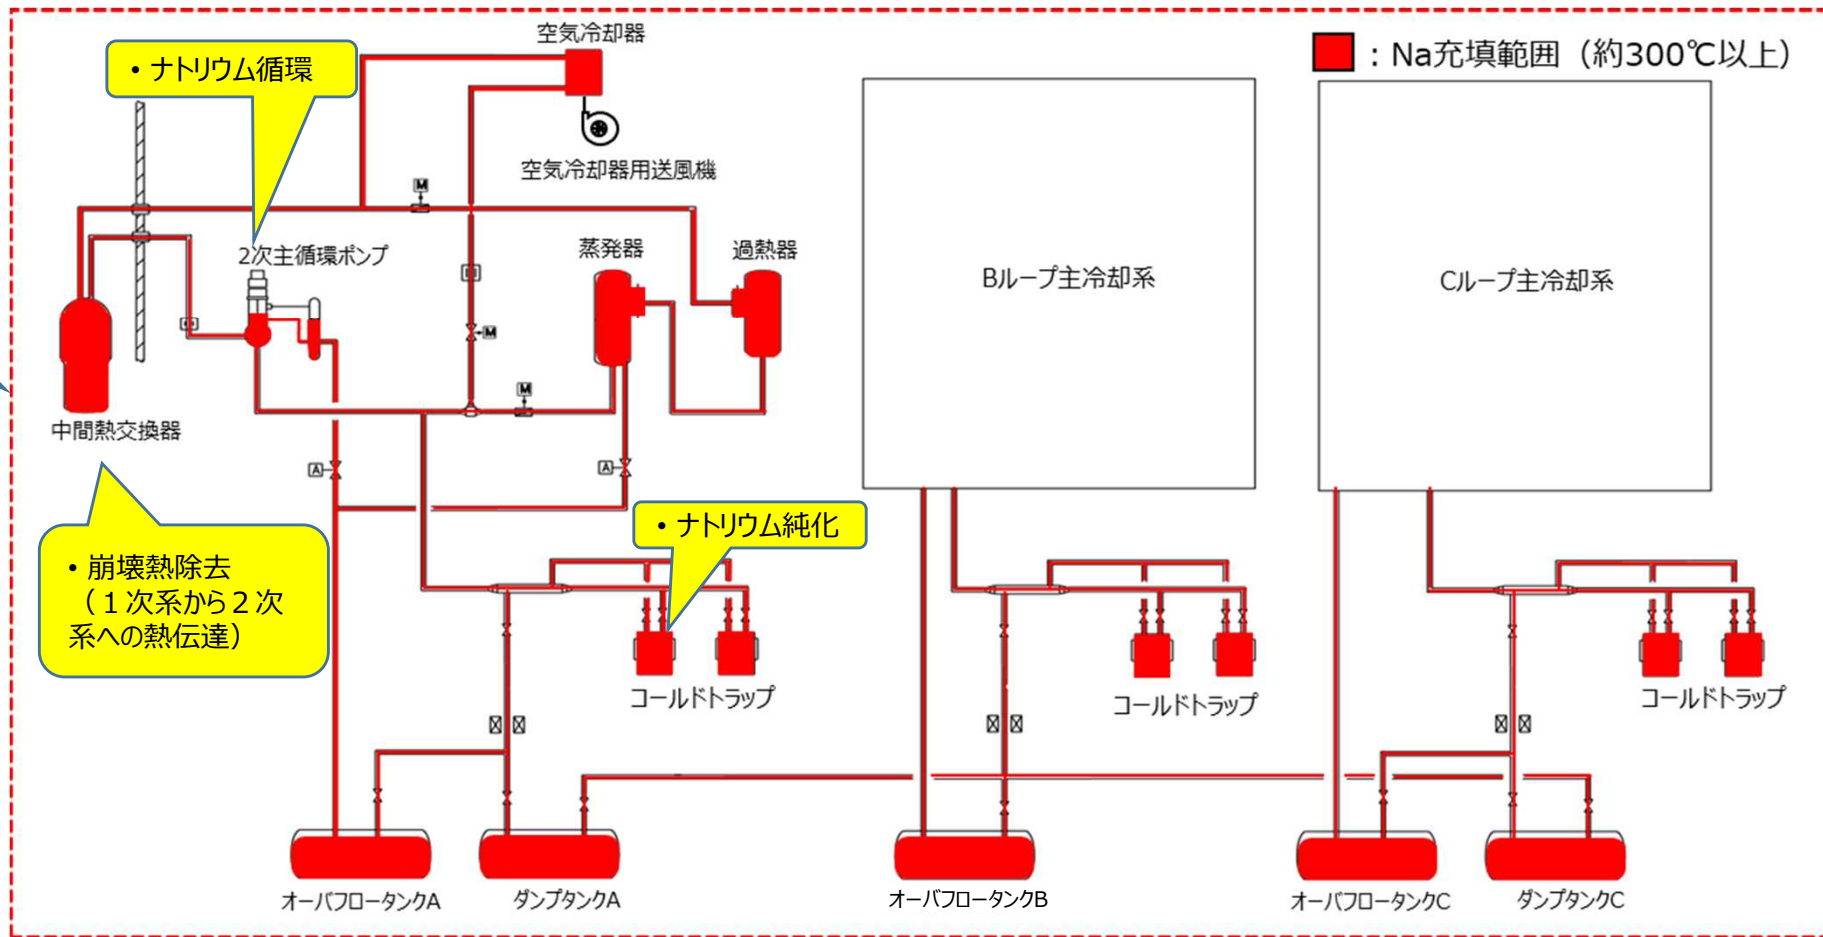 空気冷却器
：Na充填範囲（約300℃以上）
• ナトリウム循環
空気冷却器用送風機
M
2次主循環ポンプ
蒸発器
過熱器
Bループ主冷却系
Cループ主冷却系
M
M
中間熱交換器
A
A
• ナトリウム純化
• 崩壊熱除去
（１次系から２次
系への熱伝達）
コールドトラップ
コールドトラップ
コールドトラップ
オーバフロータンクA
ダンプタンクA
オーバフロータンクB
オーバフロータンクC
ダンプタンクC